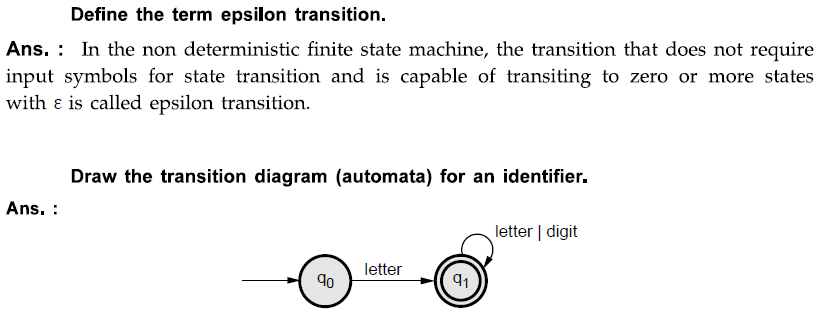 Define the term epsilon transition.
Ans. : In the non deterministic finite state machine, the transition that does not require
input symbols for state transition and is capable of transiting to zero or more states
with ε is called epsilon transition.
Draw the transition diagram (automata) for an identifier.
Ans. :
letter | digit
letter
q0
q1